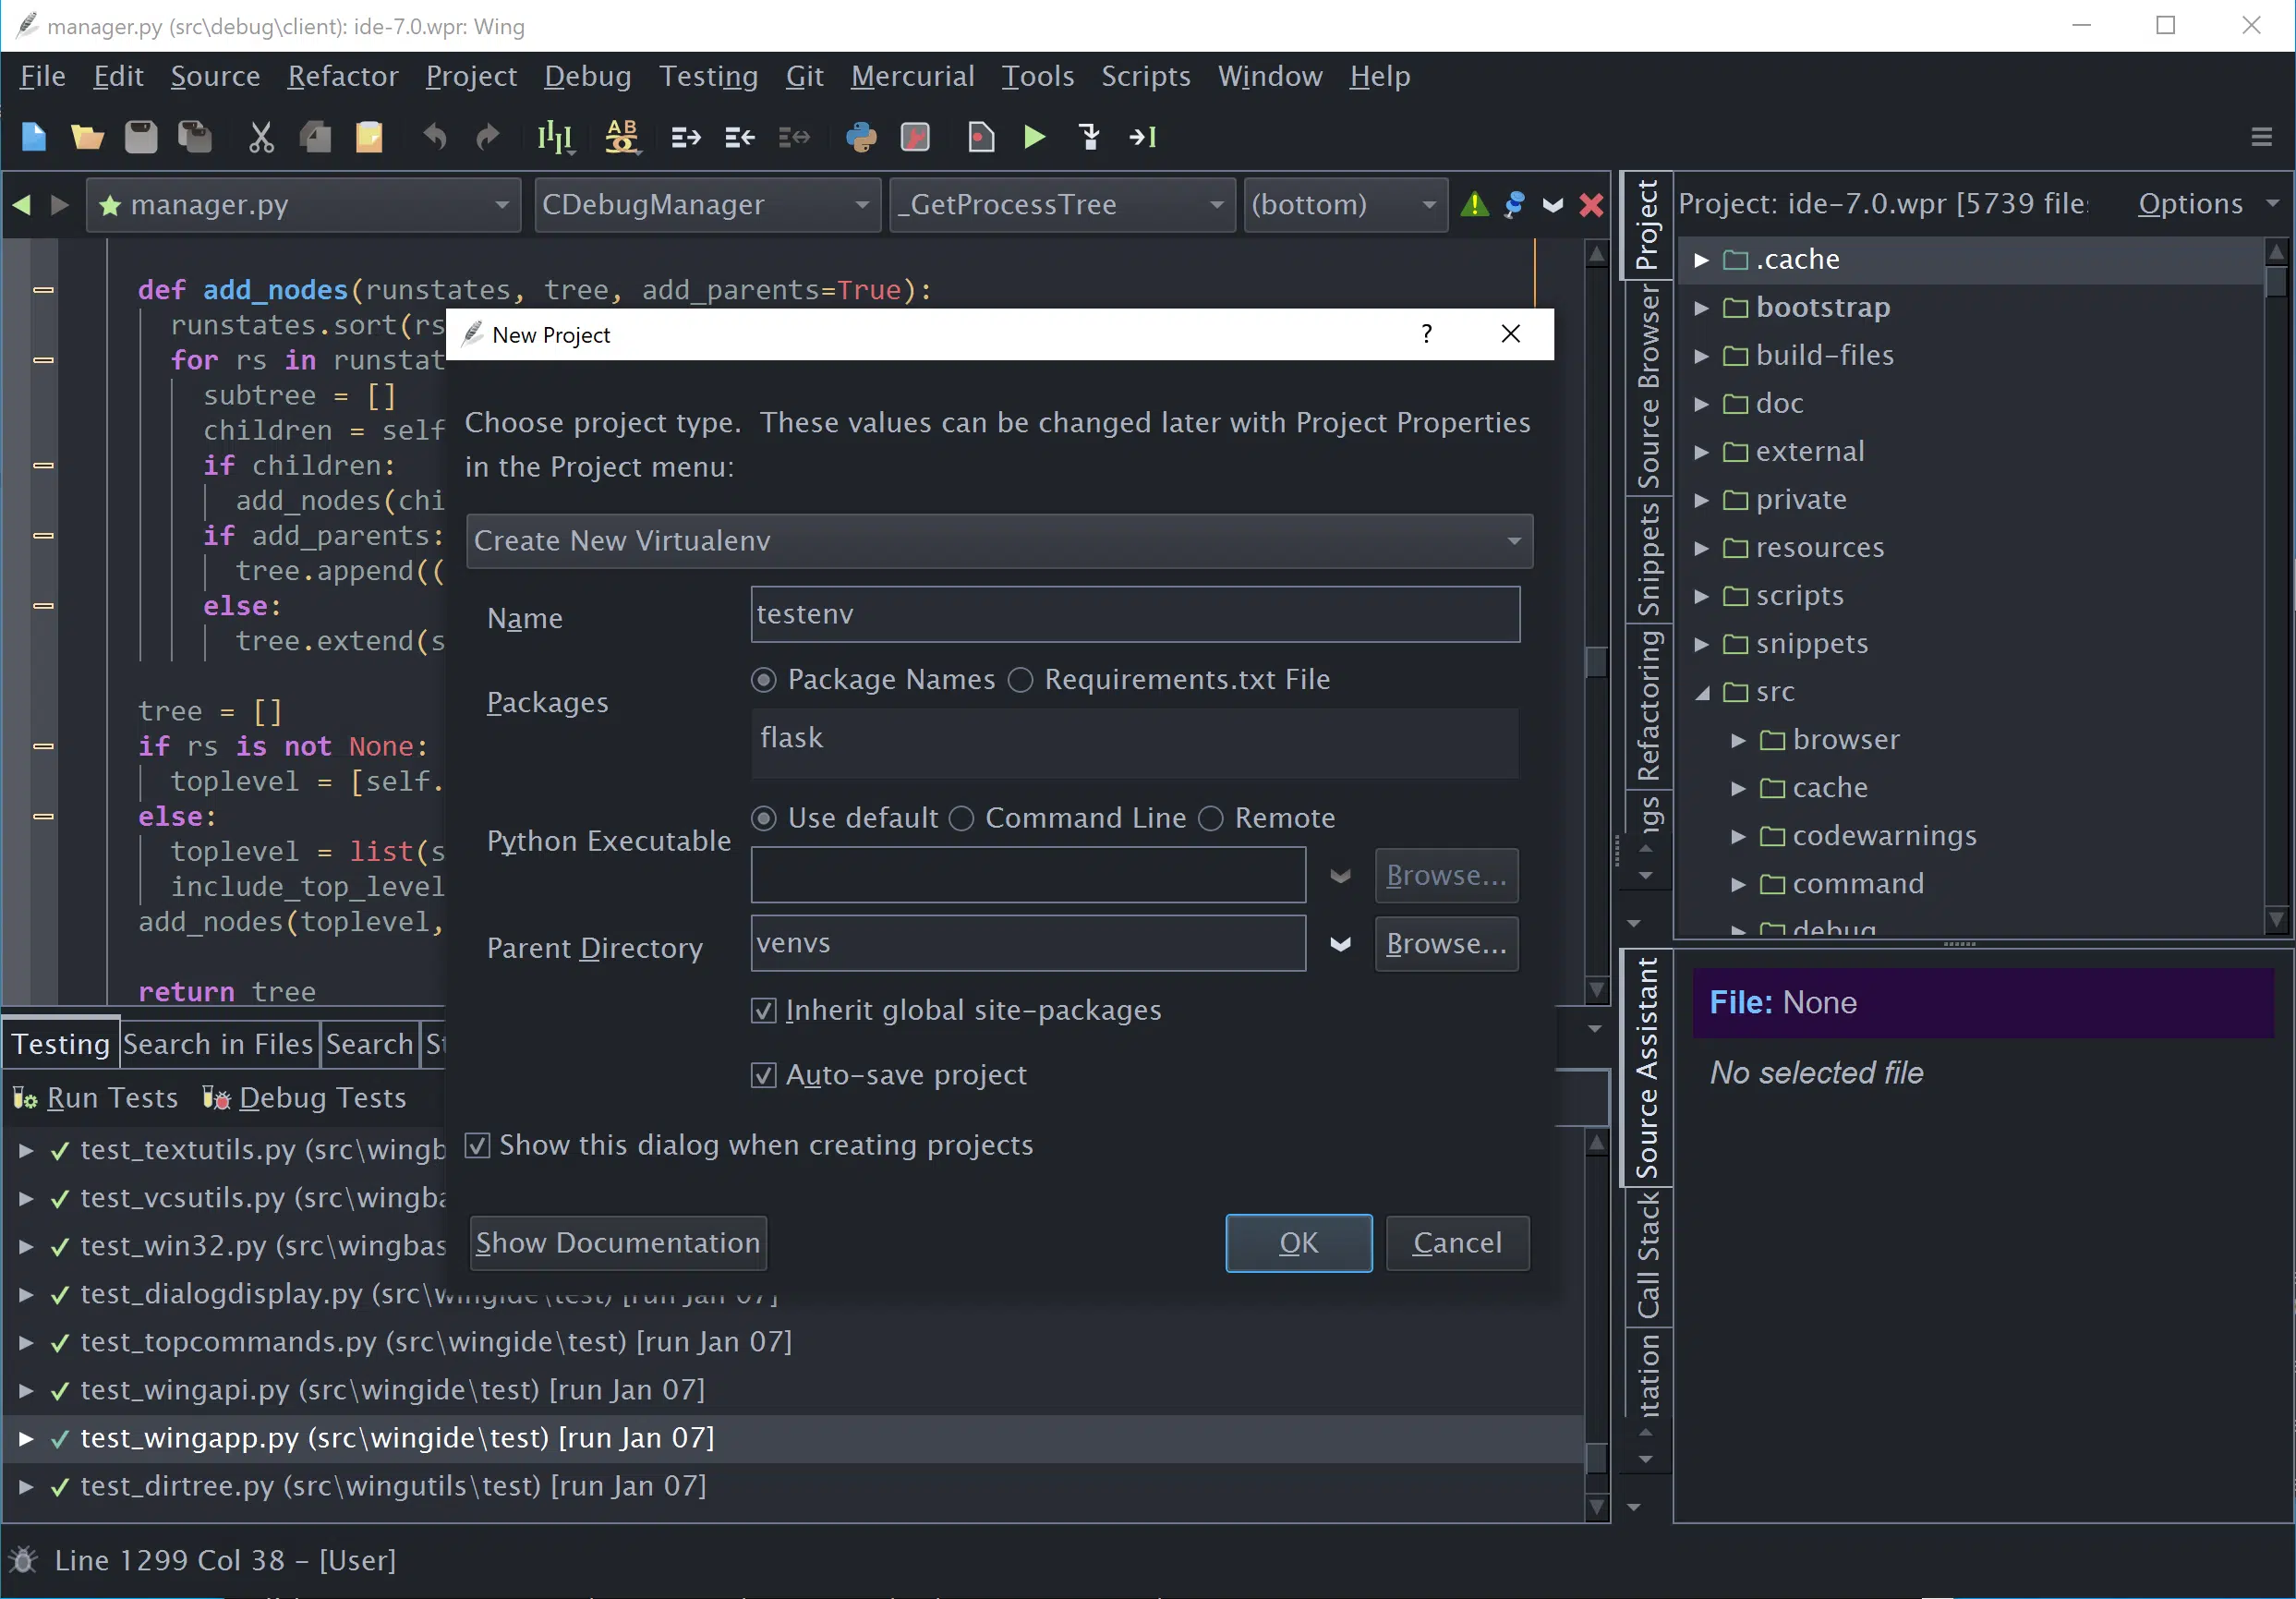 manager.py (src\debug\client): ide-7.0.wpr: Wing
File Edit Source Refactor Project Debug Testing Git Mercurial Tools Scripts Window Help
manager.py CDebugManager _GetProcessTree (bottom)
def add_nodes(runstates, tree, add_parents=True):
runstates.sort(rs
for rs in runstat
subtree = []
children = self
if children:
add_nodes(chi
if add_parents:
tree.append((
else:
tree.extend(s
tree = []
if rs is not None:
toplevel = [self.
else:
toplevel = list(s
include_top_level
add_nodes(toplevel,
return tree
New Project
?
Choose project type. These values can be changed later with Project Properties
in the Project menu:
Create New Virtualenv
Name
testenv
Packages
Package Names Requirements.txt File
flask
Python Executable
Use default Command Line Remote
Browse...
Parent Directory
venvs
Browse...
Inherit global site-packages
Auto-save project
Show this dialog when creating projects
Show Documentation
OK
Cancel
Testing Search in Files Search St
Run Tests Debug Tests
test_textutils.py (src\wingb
test_vcsutils.py (src\wingba
test_win32.py (src\wingbas
test_dialogdisplay.py (src\wingide\test) [run Jan 07]
test_topcommands.py (src\wingide\test) [run Jan 07]
test_wingapi.py (src\wingide\test) [run Jan 07]
test_wingapp.py (src\wingide\test) [run Jan 07]
test_dirtree.py (src\wingutils\test) [run Jan 07]
Line 1299 Col 38 - [User]
Project
Source Browser
Snippets
Refactoring
ngs
Project: ide-7.0.wpr [5739 file
Options
.cache
bootstrap
build-files
doc
external
private
resources
scripts
snippets
src
browser
cache
codewarnings
command
debug
Source Assistant
Call Stack
ntation
File: None
No selected file